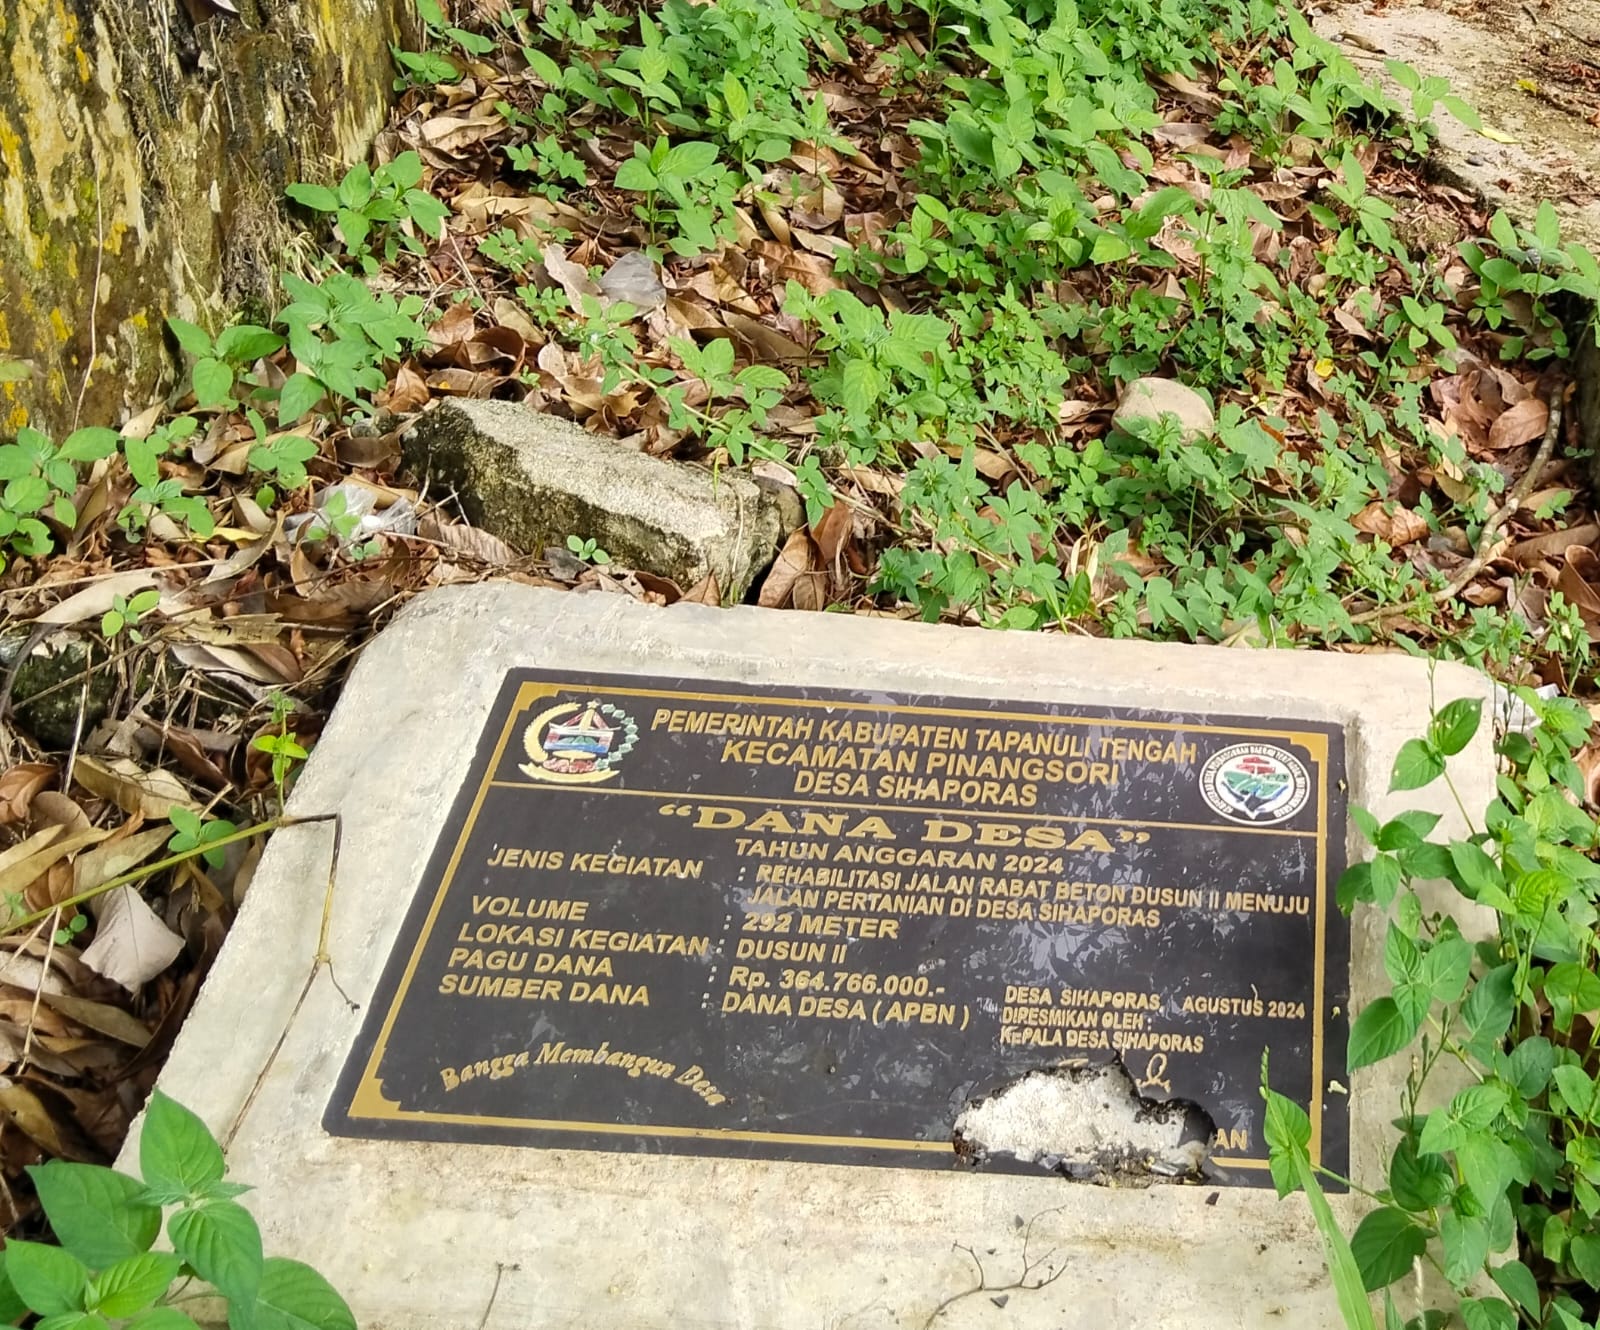 PEMERINTAH KABUPATEN TAPANULI TENGAH
KECAMATAN PINANGSORI
DESA SIHAPORAS
“DANA DESA”
TAHUN ANGGARAN 2024
JENIS KEGIATAN : REHABILITASI JALAN RABAT BETON DUSUN II MENUJU
JALAN PERTANIAN DI DESA SIHAPORAS
VOLUME : 292 METER
LOKASI KEGIATAN : DUSUN II
PAGU DANA : Rp. 364.766.000.-
SUMBER DANA : DANA DESA ( APBN )
DESA SIHAPORAS, AGUSTUS 2024
DIRESMIKAN OLEH :
KEPALA DESA SIHAPORAS
Bangga Membangun Desa
AN